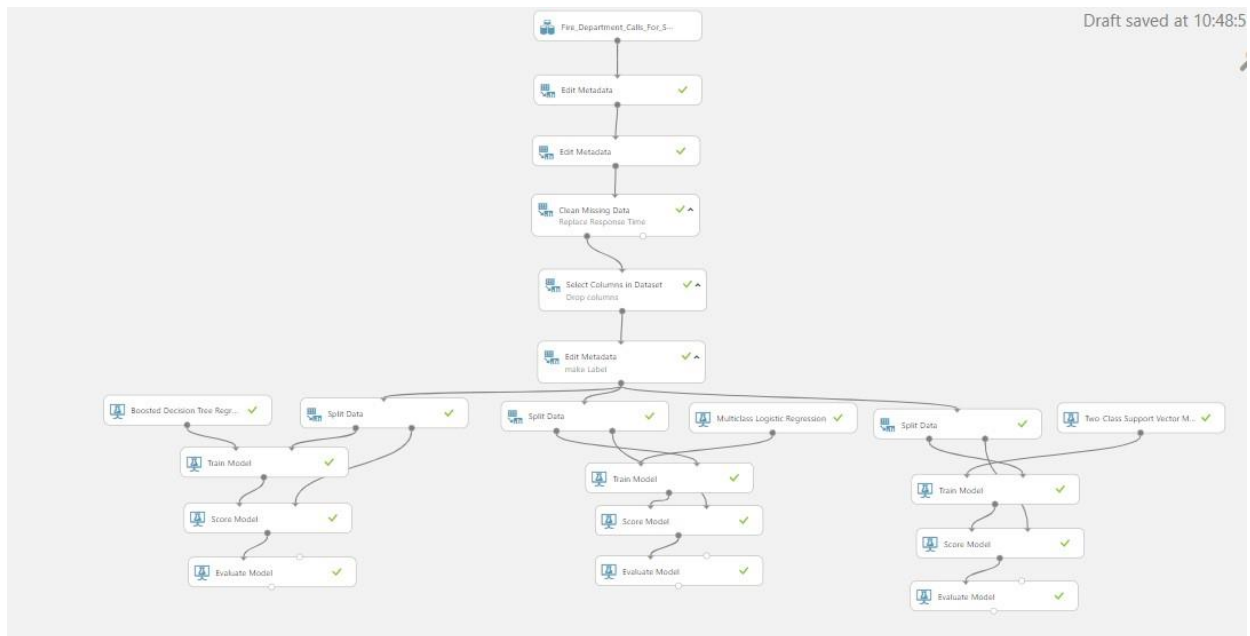 Draft saved at 10:48:5
Fire_Department_Calls_For_S...
Edit Metadata
Edit Metadata
Clean Missing Data
Replace Response Time
Select Columns in Dataset
Drop columns
Edit Metadata
make Label
Boosted Decision Tree Regr...
Split Data
Split Data
Multiclass Logistic Regression
Split Data
Two-Class Support Vector M...
Train Model
Train Model
Train Model
Score Model
Score Model
Score Model
Evaluate Model
Evaluate Model
Evaluate Model